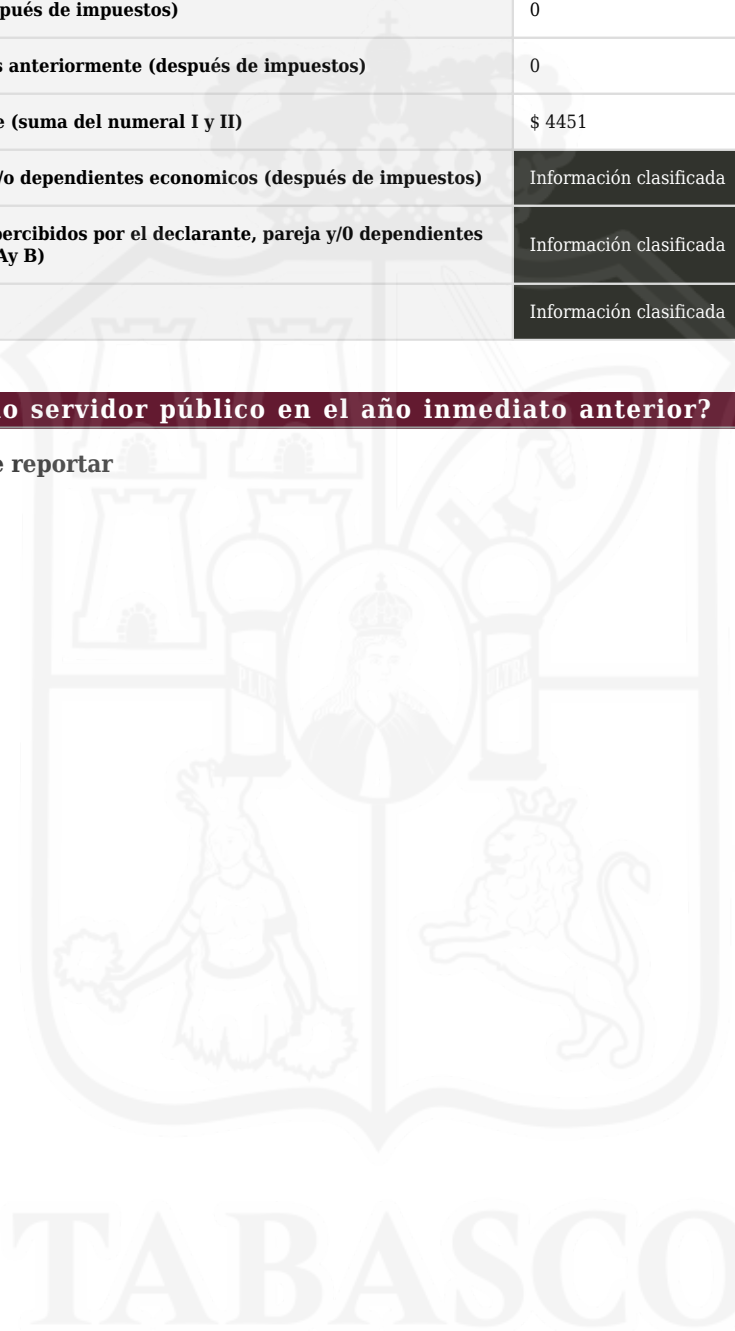 pués de impuestos)
0
s anteriormente (después de impuestos)
0
e (suma del numeral I y II)
$ 4451
/o dependientes economicos (después de impuestos)
Información clasificada
percibidos por el declarante, pareja y/0 dependientes
Ay B)
Información clasificada
Información clasificada
o servidor público en el año inmediato anterior?
e reportar
PLUS
ULTRA
TABASCO